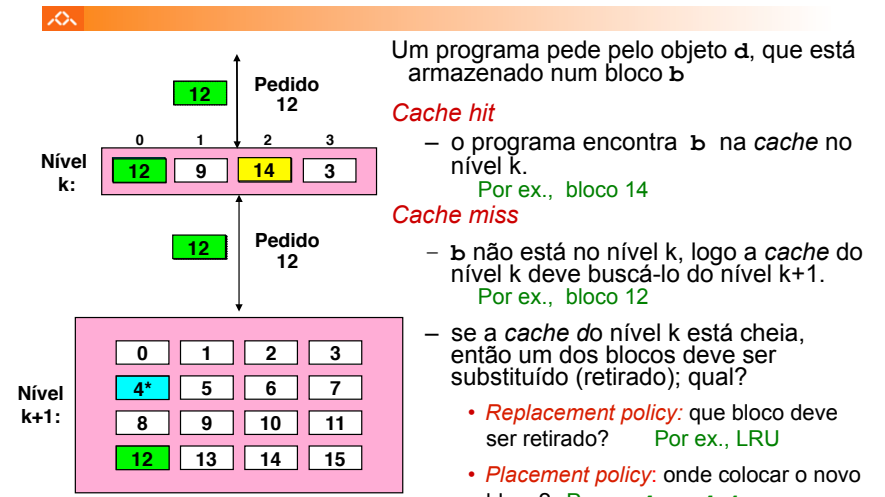 Um programa pede pelo objeto d, que está
armazenado num bloco b
Cache hit
– o programa encontra b na cache no
nível k.
Por ex., bloco 14
Cache miss
– b não está no nível k, logo a cache do
nível k deve buscá-lo do nível k+1.
Por ex., bloco 12
– se a cache do nível k está cheia,
então um dos blocos deve ser
substituído (retirado); qual?
• Replacement policy: que bloco deve
ser retirado? Por ex., LRU
• Placement policy: onde colocar o novo
12
Pedido
12
0 1 2 3
Nível
k:
12 9 14 3
12
Pedido
12
Nível
k+1:
0 1 2 3
4* 5 6 7
8 9 10 11
12 13 14 15